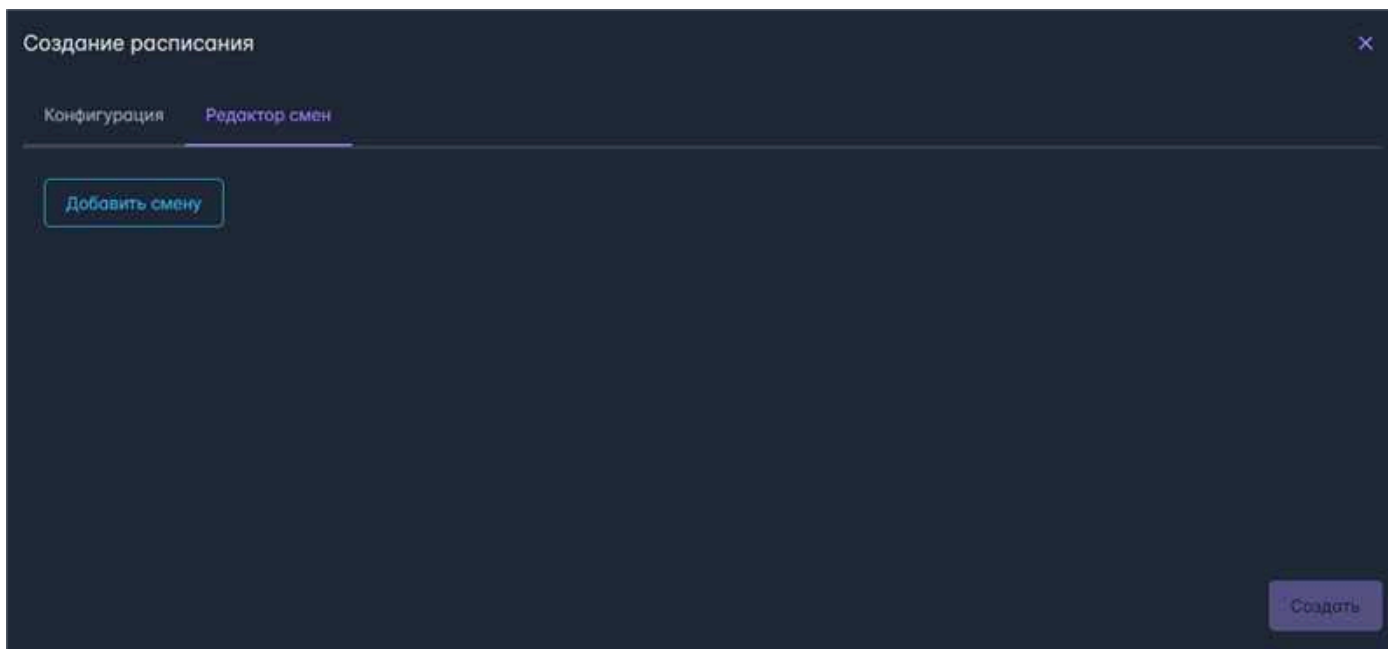 Создание расписания
Конфигурация Редактор смен
Добавить смену
Создать